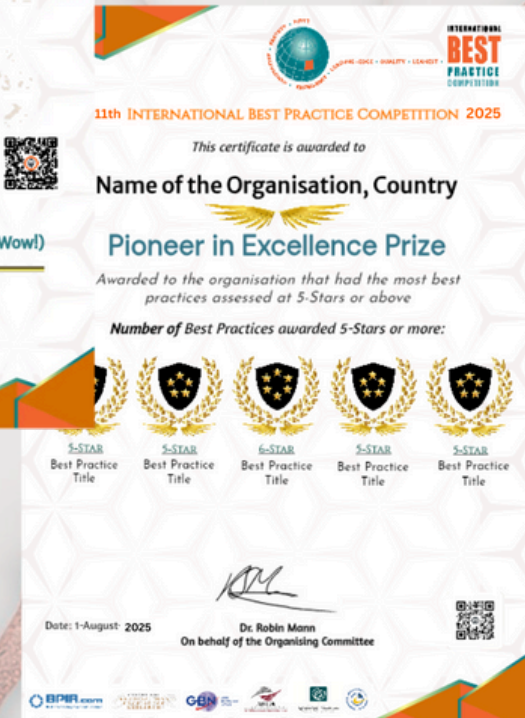 INTERNATIONAL
BEST
PRACTICE
COMPETITION
11th INTERNATIONAL BEST PRACTICE COMPETITION 2025
This certificate is awarded to
Name of the Organisation, Country
Wow!)
Pioneer in Excellence Prize
Awarded to the organisation that had the most best
practices assessed at 5-Stars or above
Number of Best Practices awarded 5-Stars or more:
5-STAR 5-STAR 6-STAR 5-STAR 5-STAR
Best Practice Best Practice Best Practice Best Practice Best Practice
Title Title Title Title Title
Date: 1-August- 2025
Dr. Robin Mann
On behalf of the Organising Committee
BPIR.com
GBN